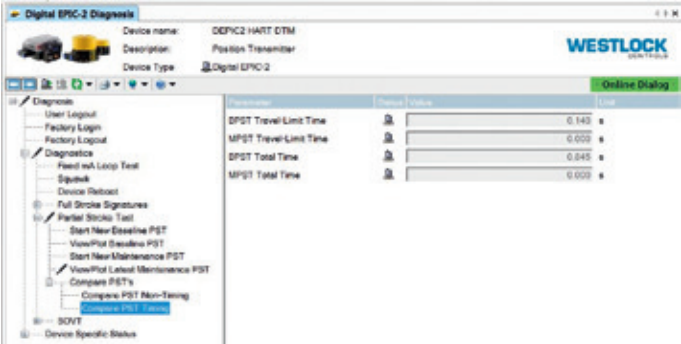 Digital EPIC-2 Diagnosis
Device name: DEPIC2 HART DTM
Description: Position Transmitter
Device Type: Digital EPIC-2
WESTLOCK
CONTROLS
Online Dialog
Parameter Status Value Unit
Diagnosis
User Logout
Factory Login
Factory Logout
Diagnostics
Fixed mA Loop Test
Squawk
Device Reboot
Full Stroke Signatures
Partial Stroke Test
Start New Baseline PST
View/Plot Baseline PST
Start New Maintenance PST
View/Plot Latest Maintenance PST
Compare PST's
Compare PST Non-Timing
Compare PST Timing
SOVT
Device Specific Status
BPST Travel-Limit Time 0.143 s
MPST Travel-Limit Time 0.000 s
BPST Total Time 0.845 s
MPST Total Time 0.000 s